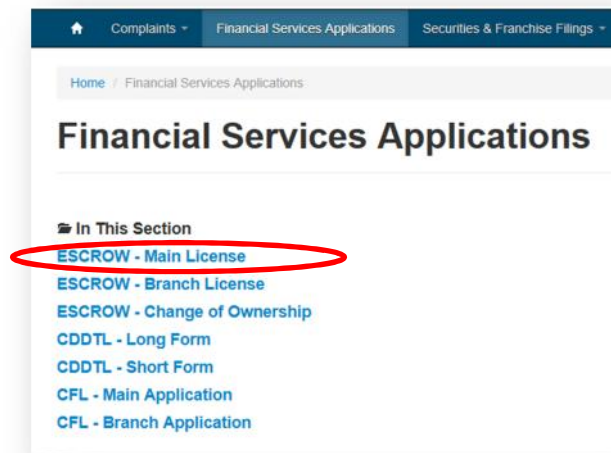 Complaints Financial Services Applications Securities & Franchise Filings
Home / Financial Services Applications
Financial Services Applications
In This Section
ESCROW - Main License
ESCROW - Branch License
ESCROW - Change of Ownership
CDDTL - Long Form
CDDTL - Short Form
CFL - Main Application
CFL - Branch Application